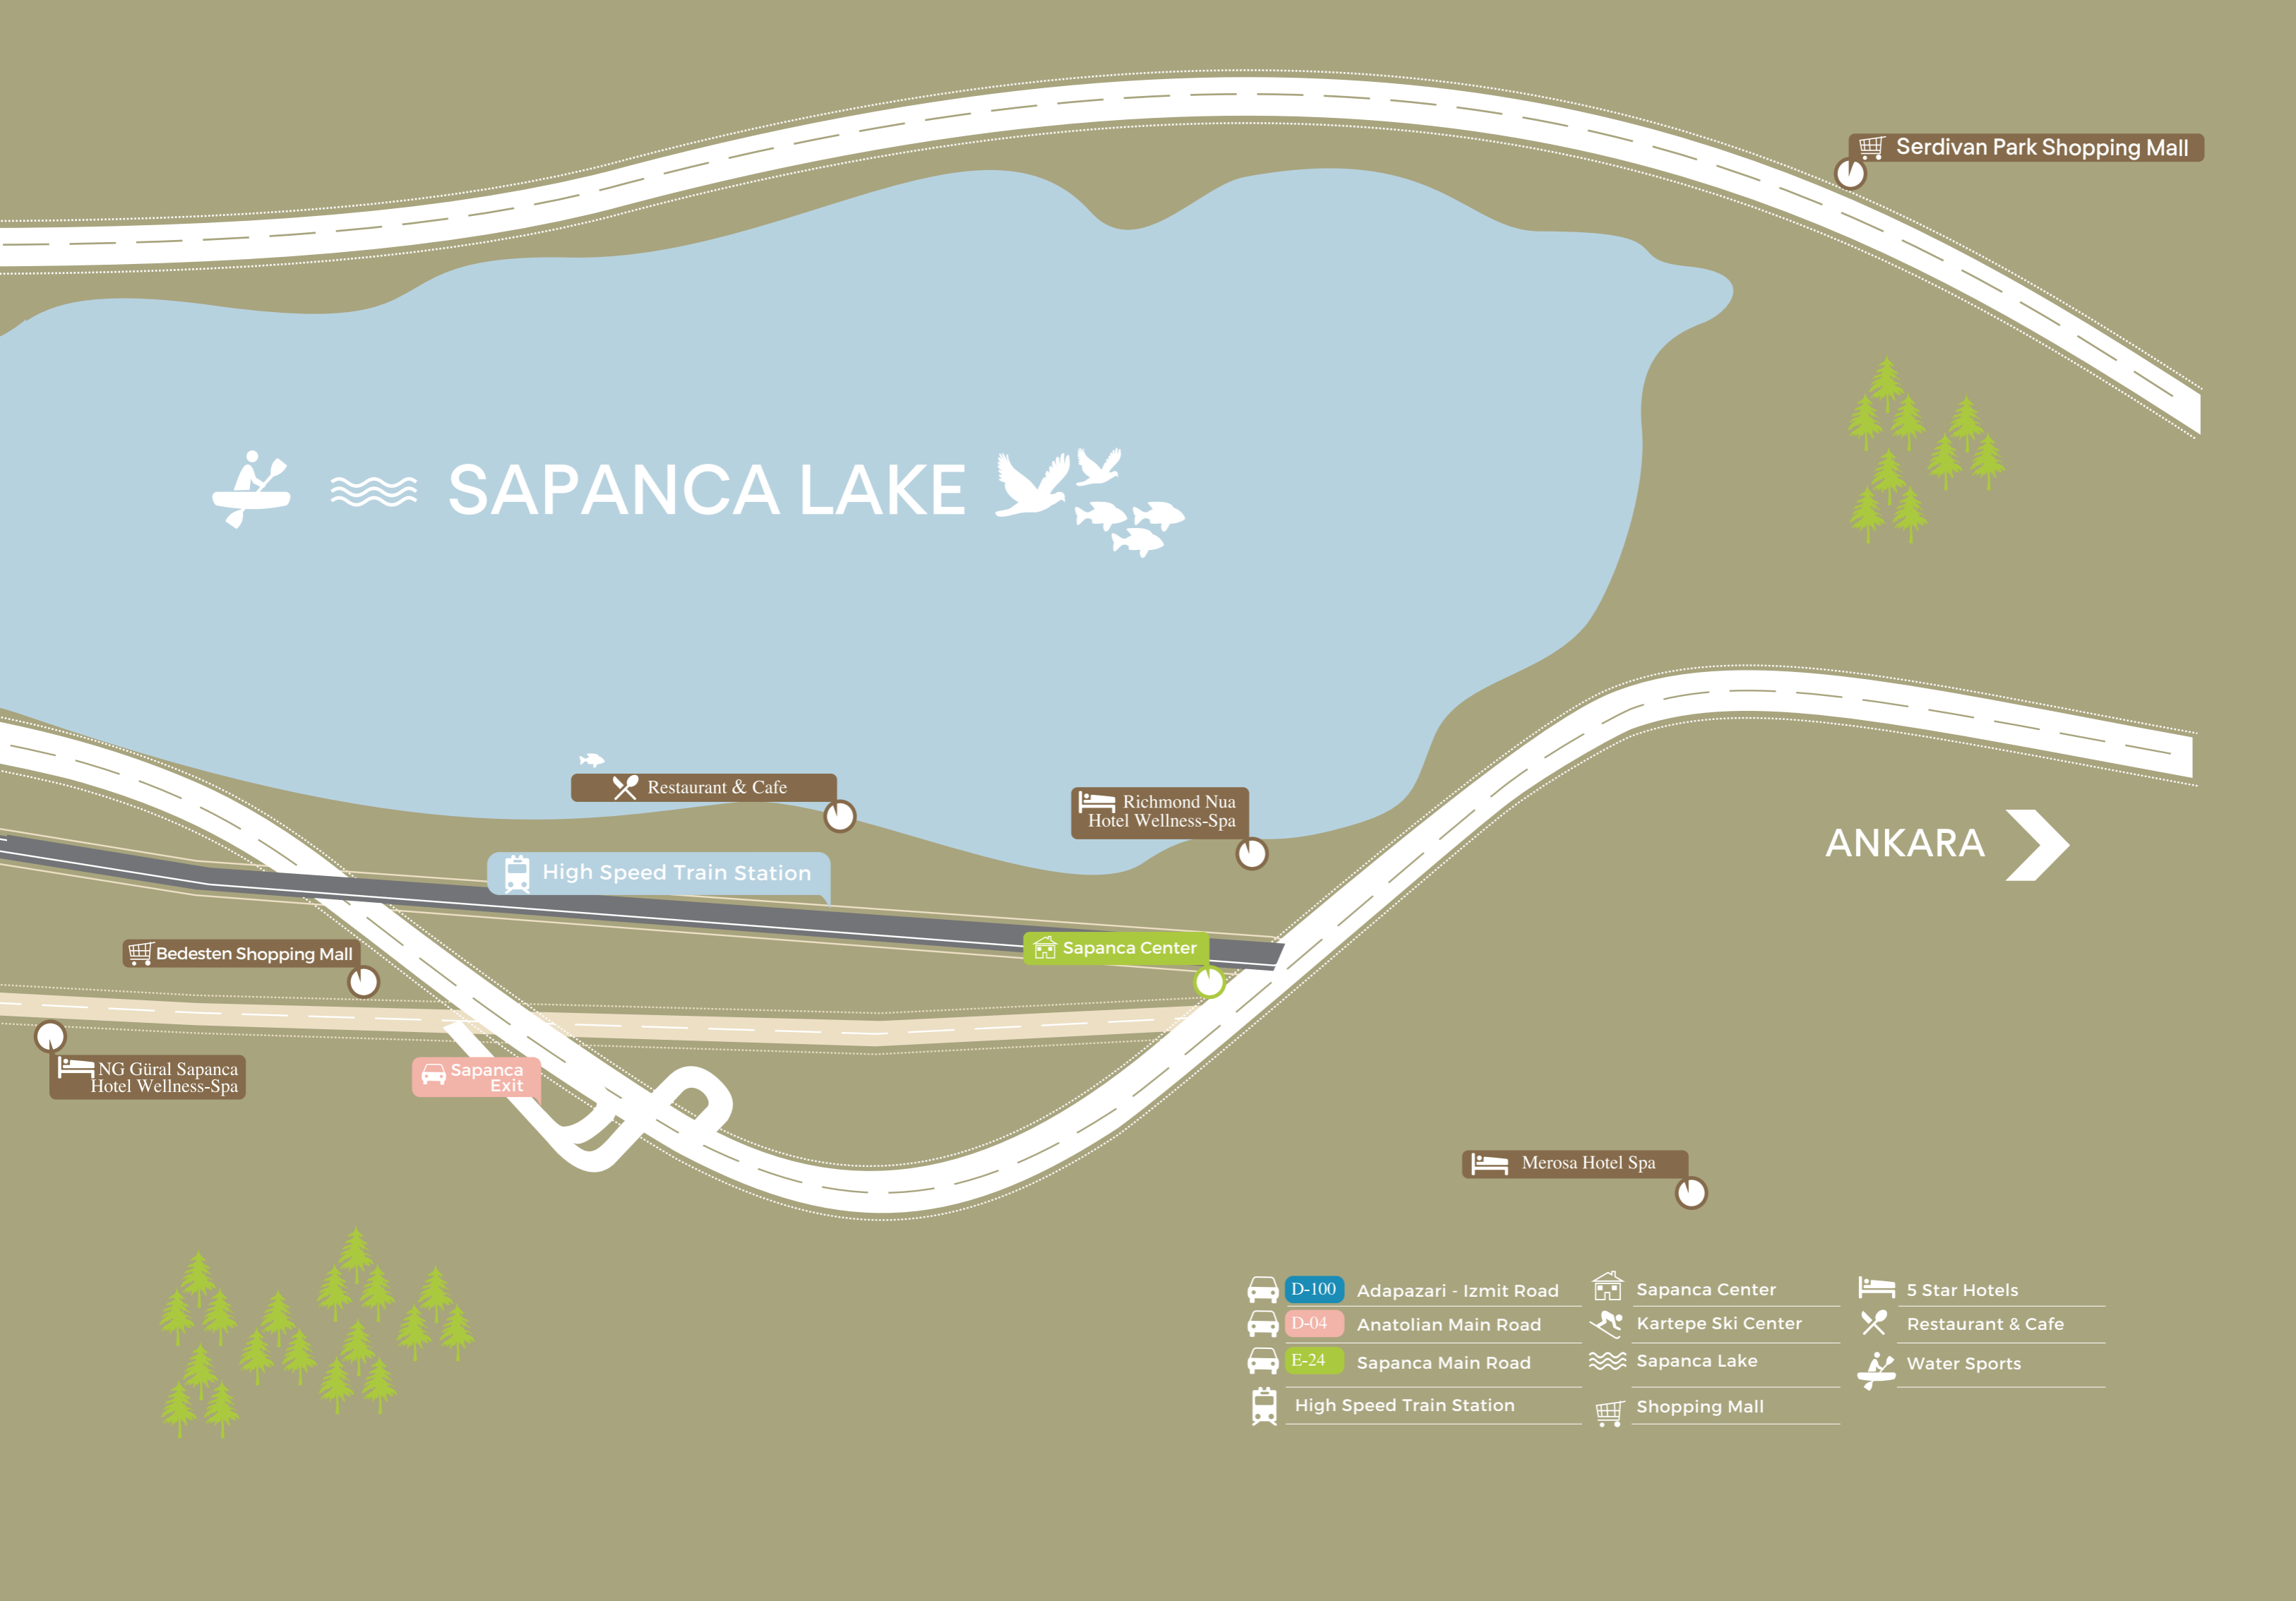 Serdivan Park Shopping Mall
SAPANCA LAKE
Restaurant & Cafe
Richmond Nua
Hotel Wellness-Spa
ANKARA
High Speed Train Station
Bedesten Shopping Mall
Sapanca Center
NG Güral Sapanca
Hotel Wellness-Spa
Sapanca
Exit
Merosa Hotel Spa
D-100 Adapazari - Izmit Road
D-04 Anatolian Main Road
E-24 Sapanca Main Road
High Speed Train Station
Sapanca Center
Kartepe Ski Center
Sapanca Lake
Shopping Mall
5 Star Hotels
Restaurant & Cafe
Water Sports